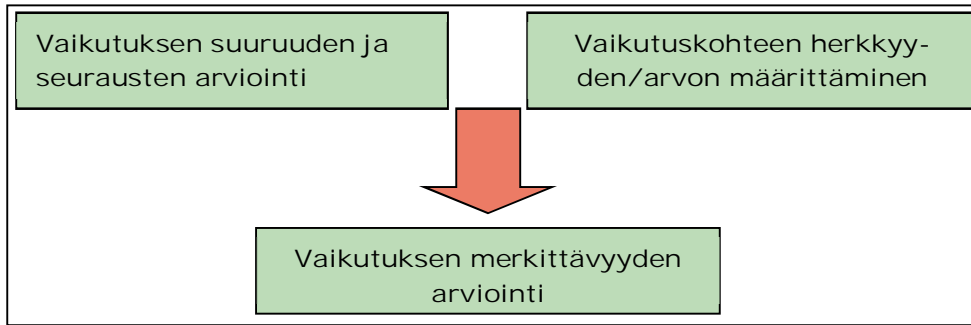 Vaikutuksen suuruuden ja
seurausten arviointi
Vaikutuskohteen herkkyy-
den/arvon määrittäminen
Vaikutuksen merkittävyyden
arviointi